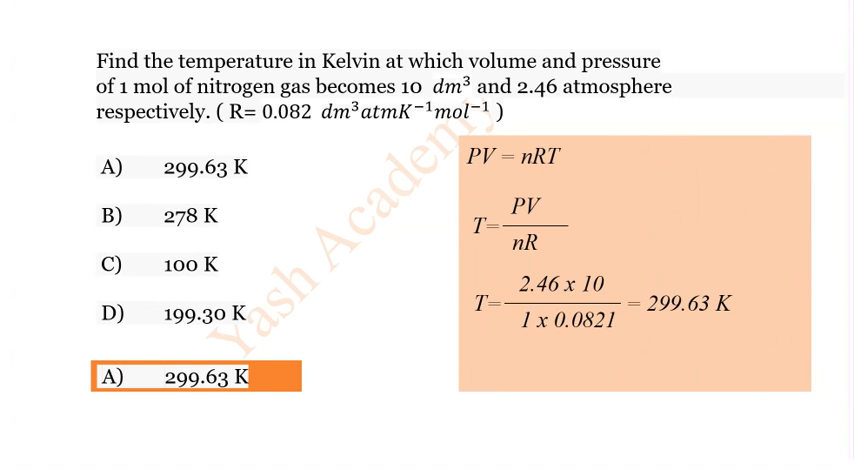 Find the temperature in Kelvin at which volume and pressure
of 1 mol of nitrogen gas becomes 10 dm³ and 2.46 atmosphere
respectively. ( R= 0.082 dm³atmK⁻¹mol⁻¹ )
A) 299.63 K
B) 278 K
C) 100 K
D) 199.30 K
A) 299.63 K
PV = nRT
T= PV
nR
T= 2.46 x 10 = 299.63 K
1 x 0.0821
Yash Academy